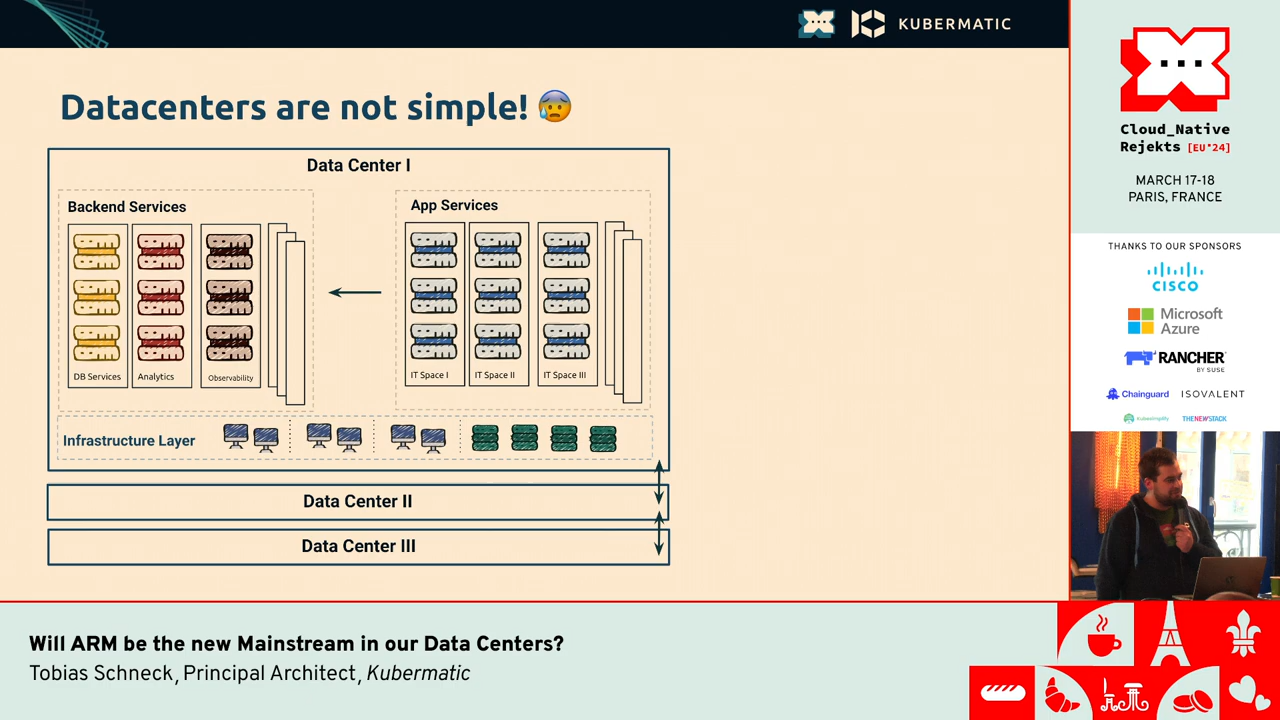 KUBERMATIC
Datacenters are not simple!
Data Center I
Backend Services
App Services
DB Services
Analytics
Observability
IT Space I
IT Space II
IT Space III
Infrastructure Layer
Data Center II
Data Center III
Cloud_Native
Rejekts [EU'24]
MARCH 17-18
PARIS, FRANCE
THANKS TO OUR SPONSORS
CISCO
Microsoft
Azure
RANCHER
BY SUSE
Chainguard
ISOVALENT
kubesimplify
THENEWSTACK
Will ARM be the new Mainstream in our Data Centers?
Tobias Schneck, Principal Architect, Kubermatic